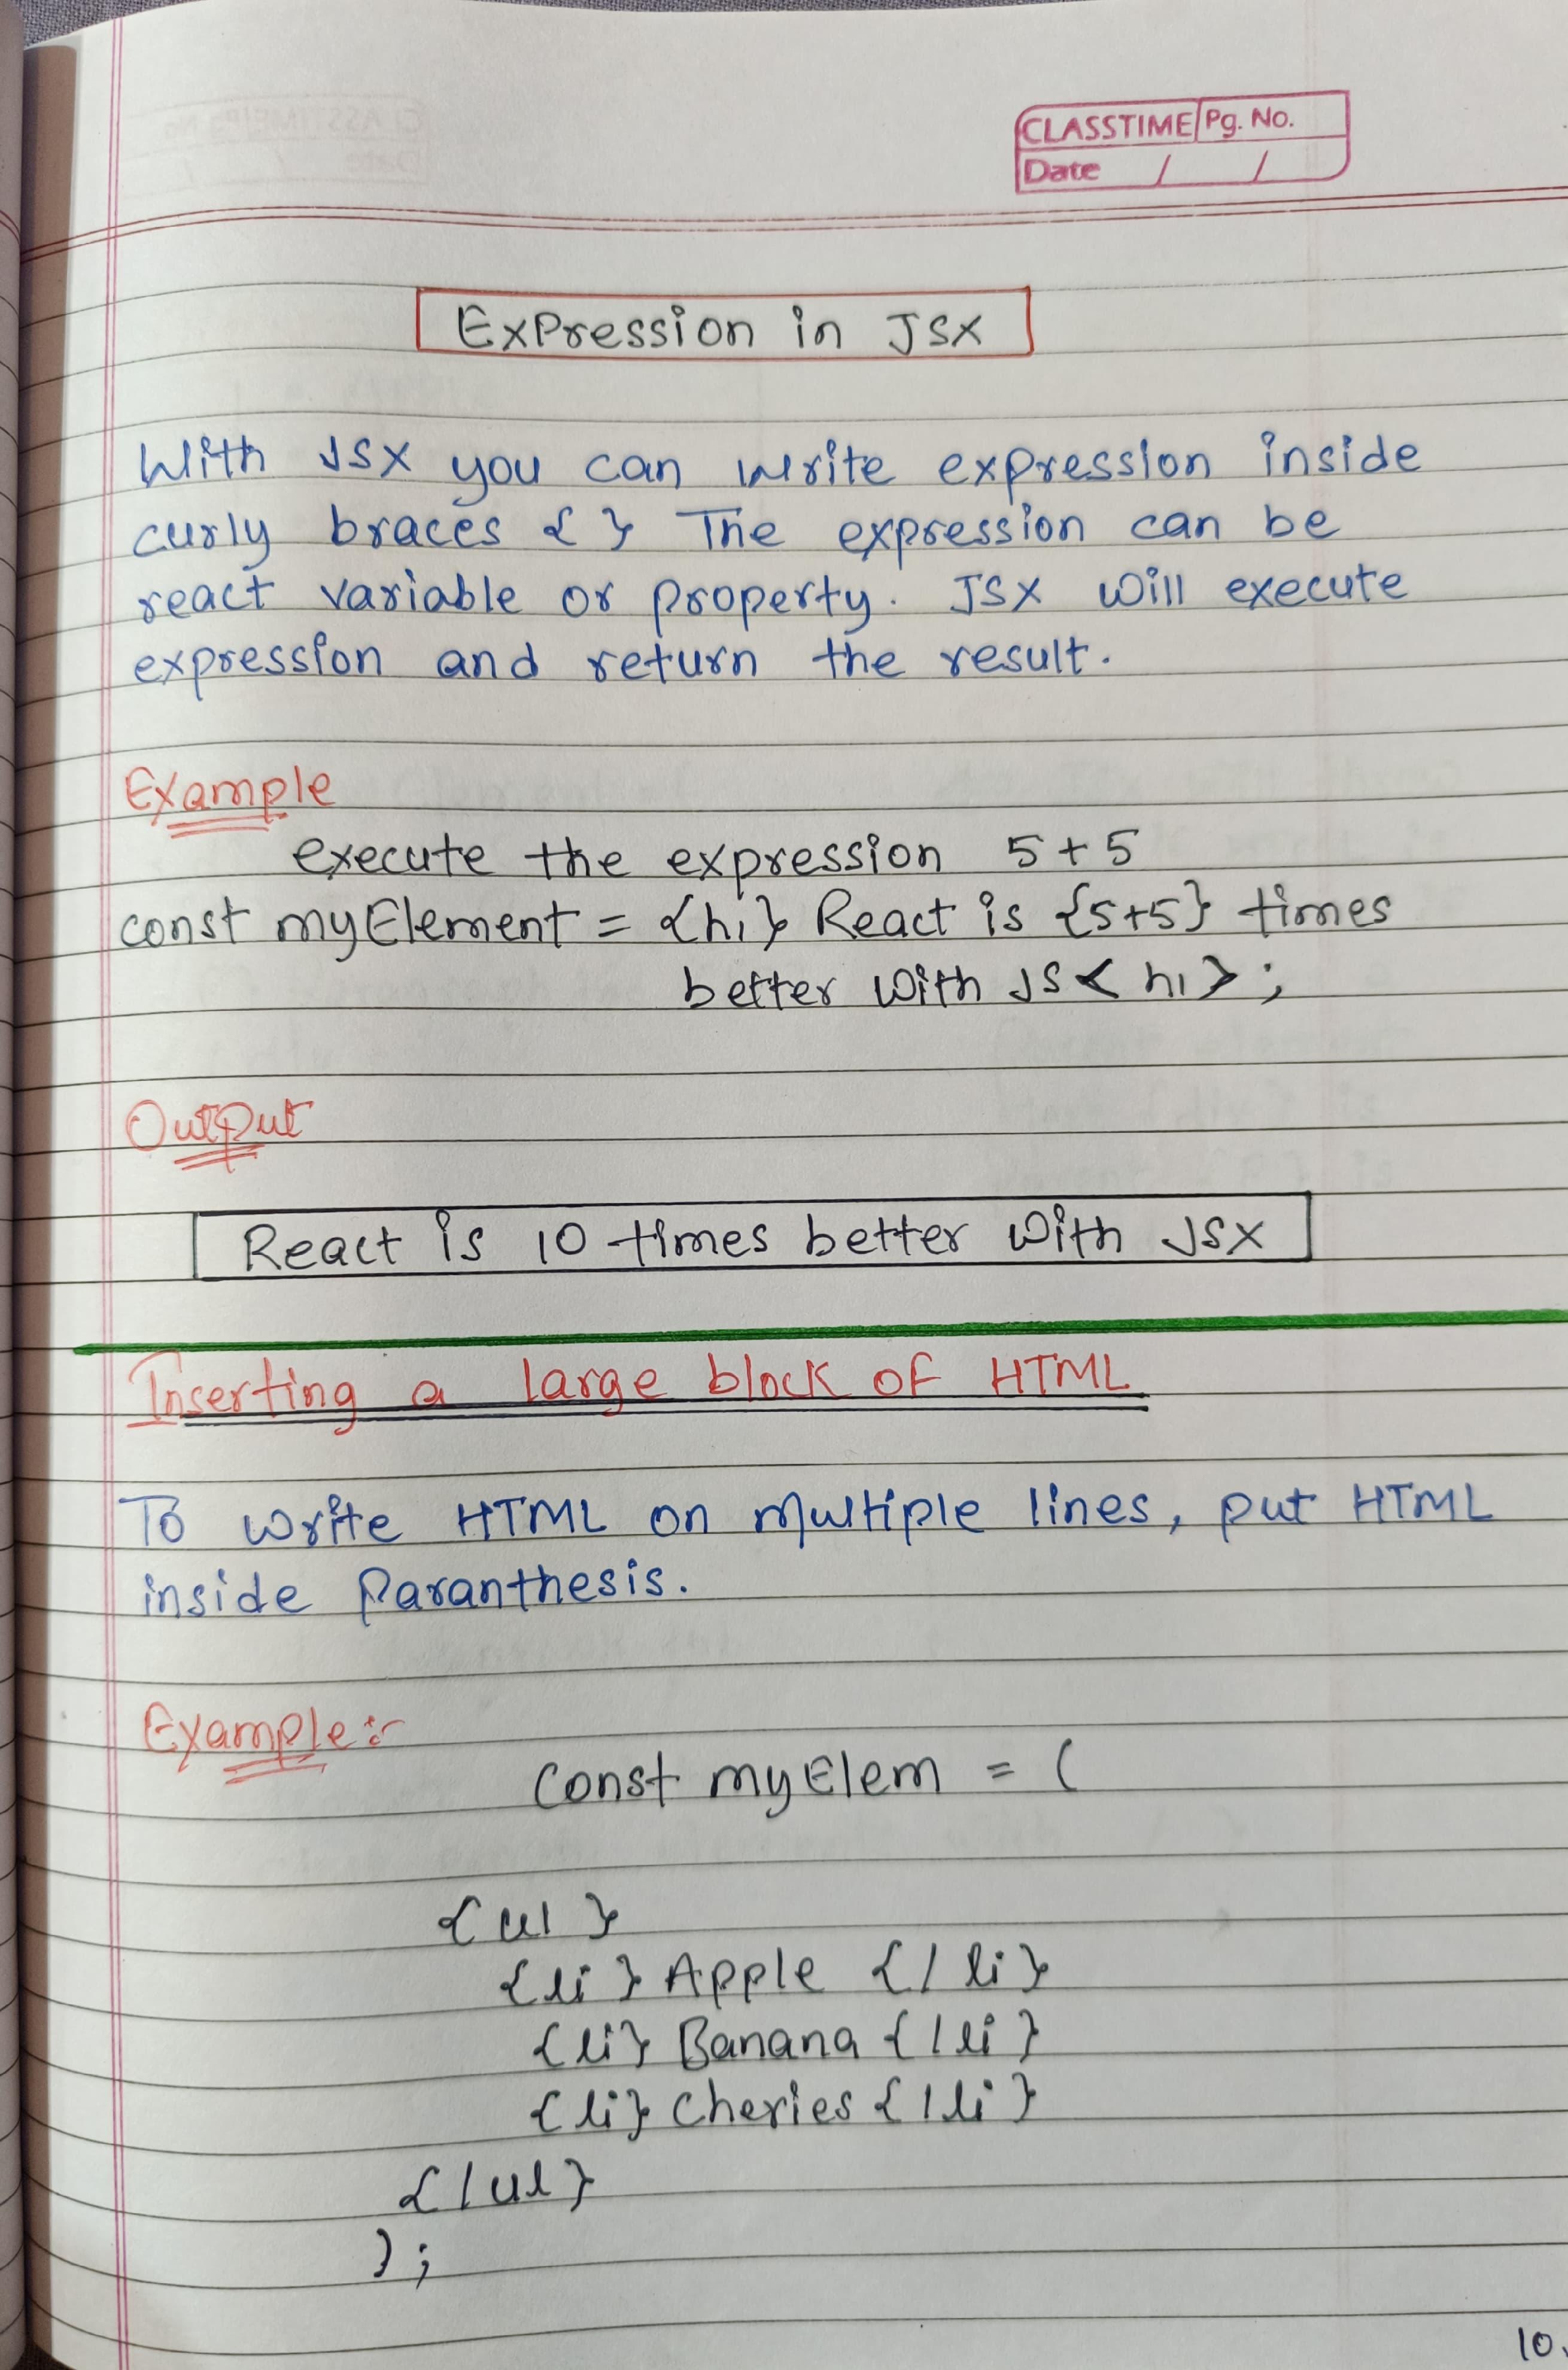 CLASSTIME Pg. No.
Date / /
Expression in JSX
With JSX you can write expression inside
curly braces { } The expression can be
react variable or property. JSX will execute
expression and return the result.
Example
execute the expression 5+5
const myElement = {h1} React is {5+5} times
better with JS<h1>;
Output
React is 10 times better with JSX
Inserting a large block of HTML
To write HTML on multiple lines, put HTML
inside Paranthesis.
Example:-
Const myElem = (
{ul}
{li} Apple {/li}
{li} Banana {/li}
{li} Cheries {/li}
{/ul}
);
10.